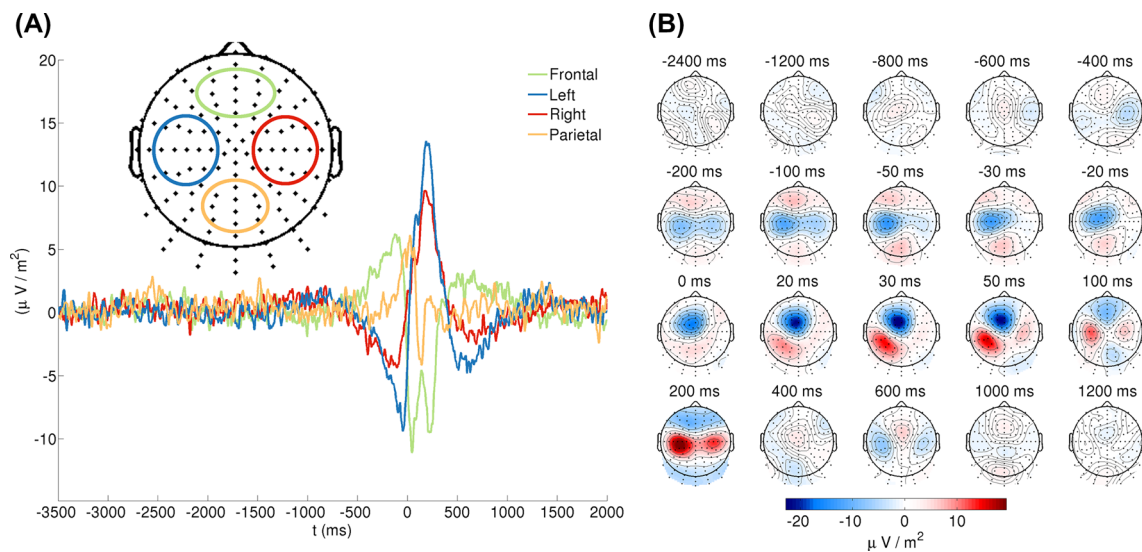 (A)
20
15
10
5
0
-5
-10
(μ V / m²)
Frontal
Left
Right
Parietal
-3500 -3000 -2500 -2000 -1500 -1000 -500 0 500 1000 1500 2000
t (ms)
(B)
-2400 ms -1200 ms -800 ms -600 ms -400 ms
-200 ms -100 ms -50 ms -30 ms -20 ms
0 ms 20 ms 30 ms 50 ms 100 ms
200 ms 400 ms 600 ms 1000 ms 1200 ms
-20 -10 0 10
μ V / m²